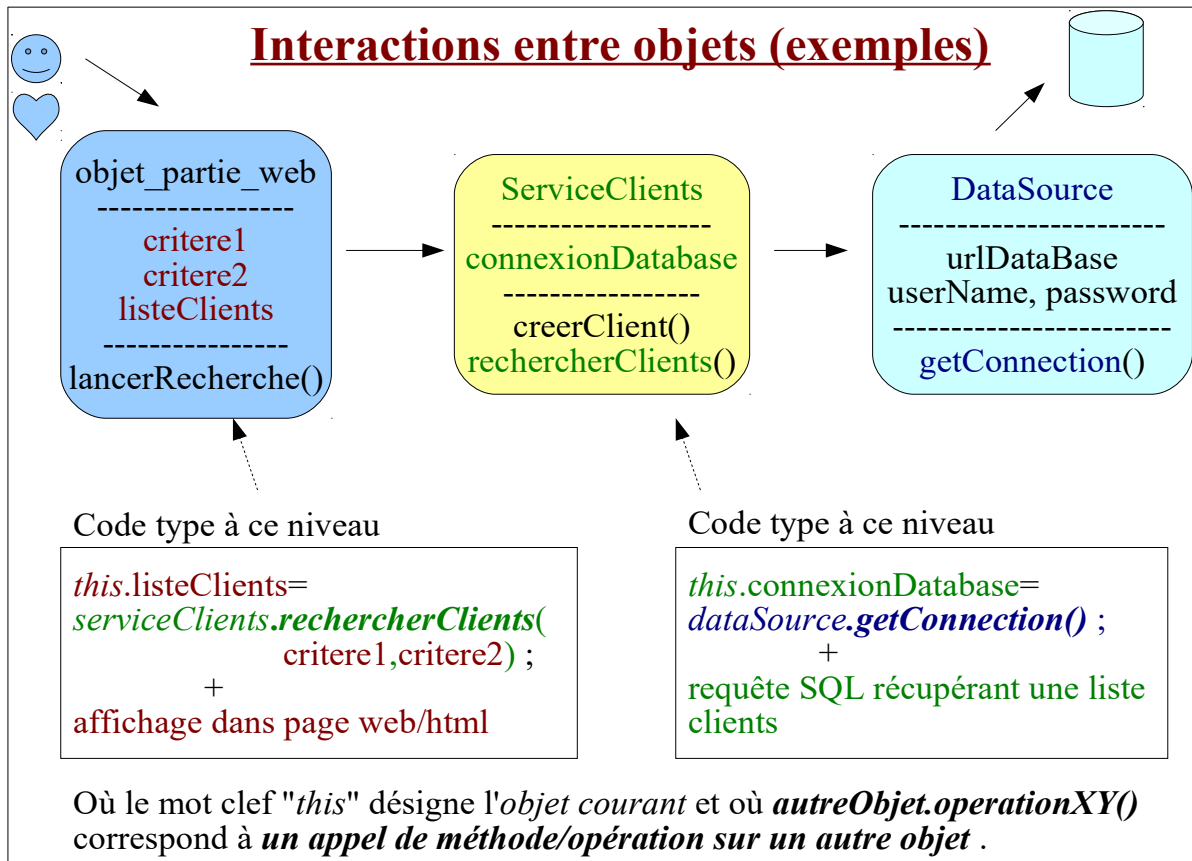 Interactions entre objets (exemples)
objet_partie_web
-----------------
critere1
critere2
listeClients
----------------
lancerRecherche()
ServiceClients
-------------------
connexionDatabase
-----------------
creerClient()
rechercherClients()
DataSource
-----------------------
urlDataBase
userName, password
------------------------
getConnection()
Code type à ce niveau
this.listeClients=
serviceClients.rechercherClients(
critere1,critere2) ;
+
affichage dans page web/html
Code type à ce niveau
this.connexionDatabase=
dataSource.getConnection() ;
+
requête SQL récupérant une liste
clients
Où le mot clef "this" désigne l'objet courant et où autreObjet.operationXY()
correspond à un appel de méthode/opération sur un autre objet .